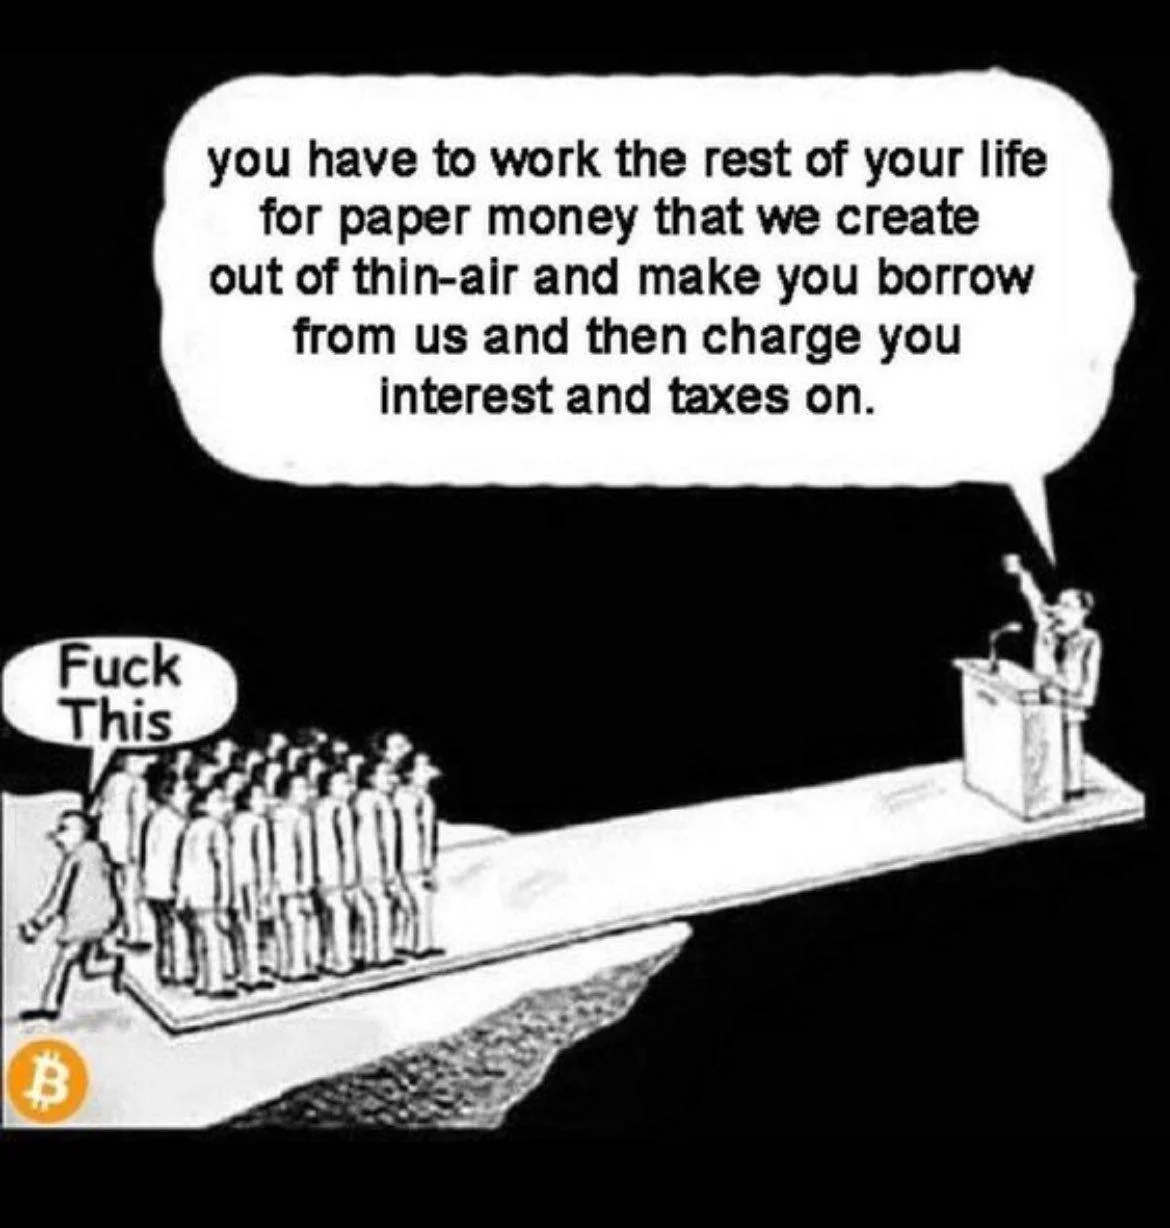 you have to work the rest of your life
for paper money that we create
out of thin-air and make you borrow
from us and then charge you
interest and taxes on.
Fuck
This